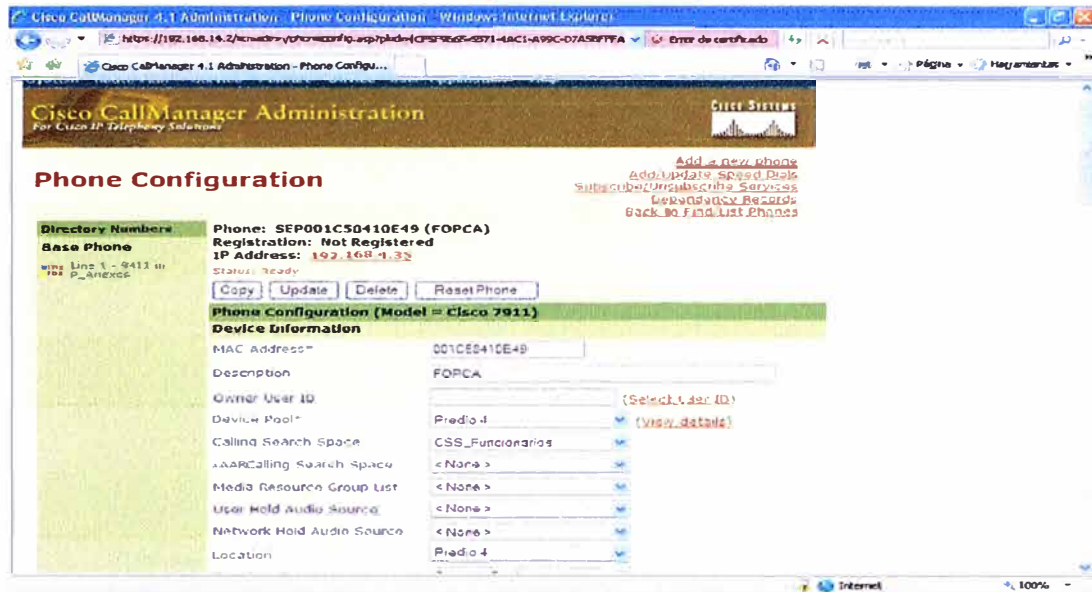 Cisco CallManager 4.1 Administration - Phone Configuration - Windows Internet Explorer
Error de certificado
Cisco CallManager 4.1 Administration - Phone Configu...
Página
Herramientas
Cisco CallManager Administration
For Cisco IP Telephony Solutions
CISCO SYSTEMS
Phone Configuration
Add a new phone
Add/Update Speed Dials
Subscribe/Unsubscribe Services
Dependency Records
Back to Find/List Phones
Directory Numbers
Base Phone
Line 1 - 9411 in
P_Anexos
Phone: SEP001C50410E49 (FOPCA)
Registration: Not Registered
IP Address: 192.168.4.35
Status: Ready
Copy Update Delete Reset Phone
Phone Configuration (Model = Cisco 7911)
Device Information
MAC Address* 001C50410E49
Description FOPCA
Owner User ID (Select User ID)
Device Pool* Predio 4 (View details)
Calling Search Space CSS_Funcionarios
AAR Calling Search Space < None >
Media Resource Group List < None >
User Hold Audio Source < None >
Network Hold Audio Source < None >
Location Predio 4
Internet 100%